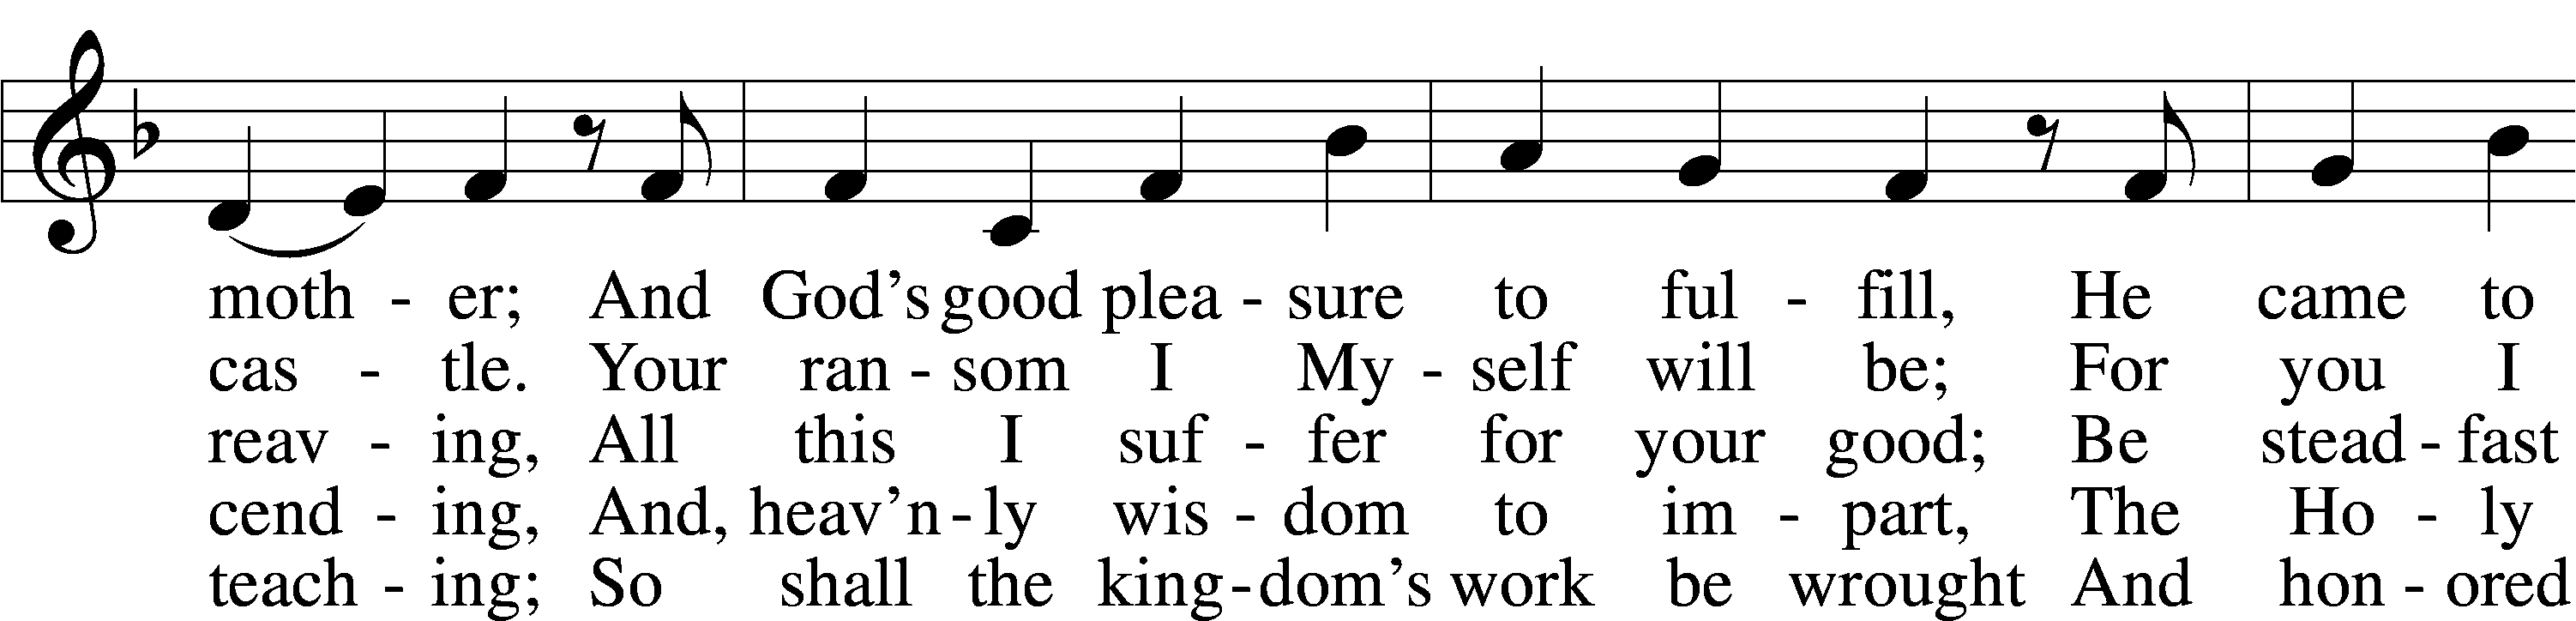 moth - er; And God’s good plea - sure to ful - fill, He came to
cas - tle. Your ran - som I My - self will be; For you I
reav - ing, All this I suf - fer for your good; Be stead - fast
cend - ing, And, heav’n - ly wis - dom to im - part, The Ho - ly
teach - ing; So shall the king - dom’s work be wrought And hon - ored